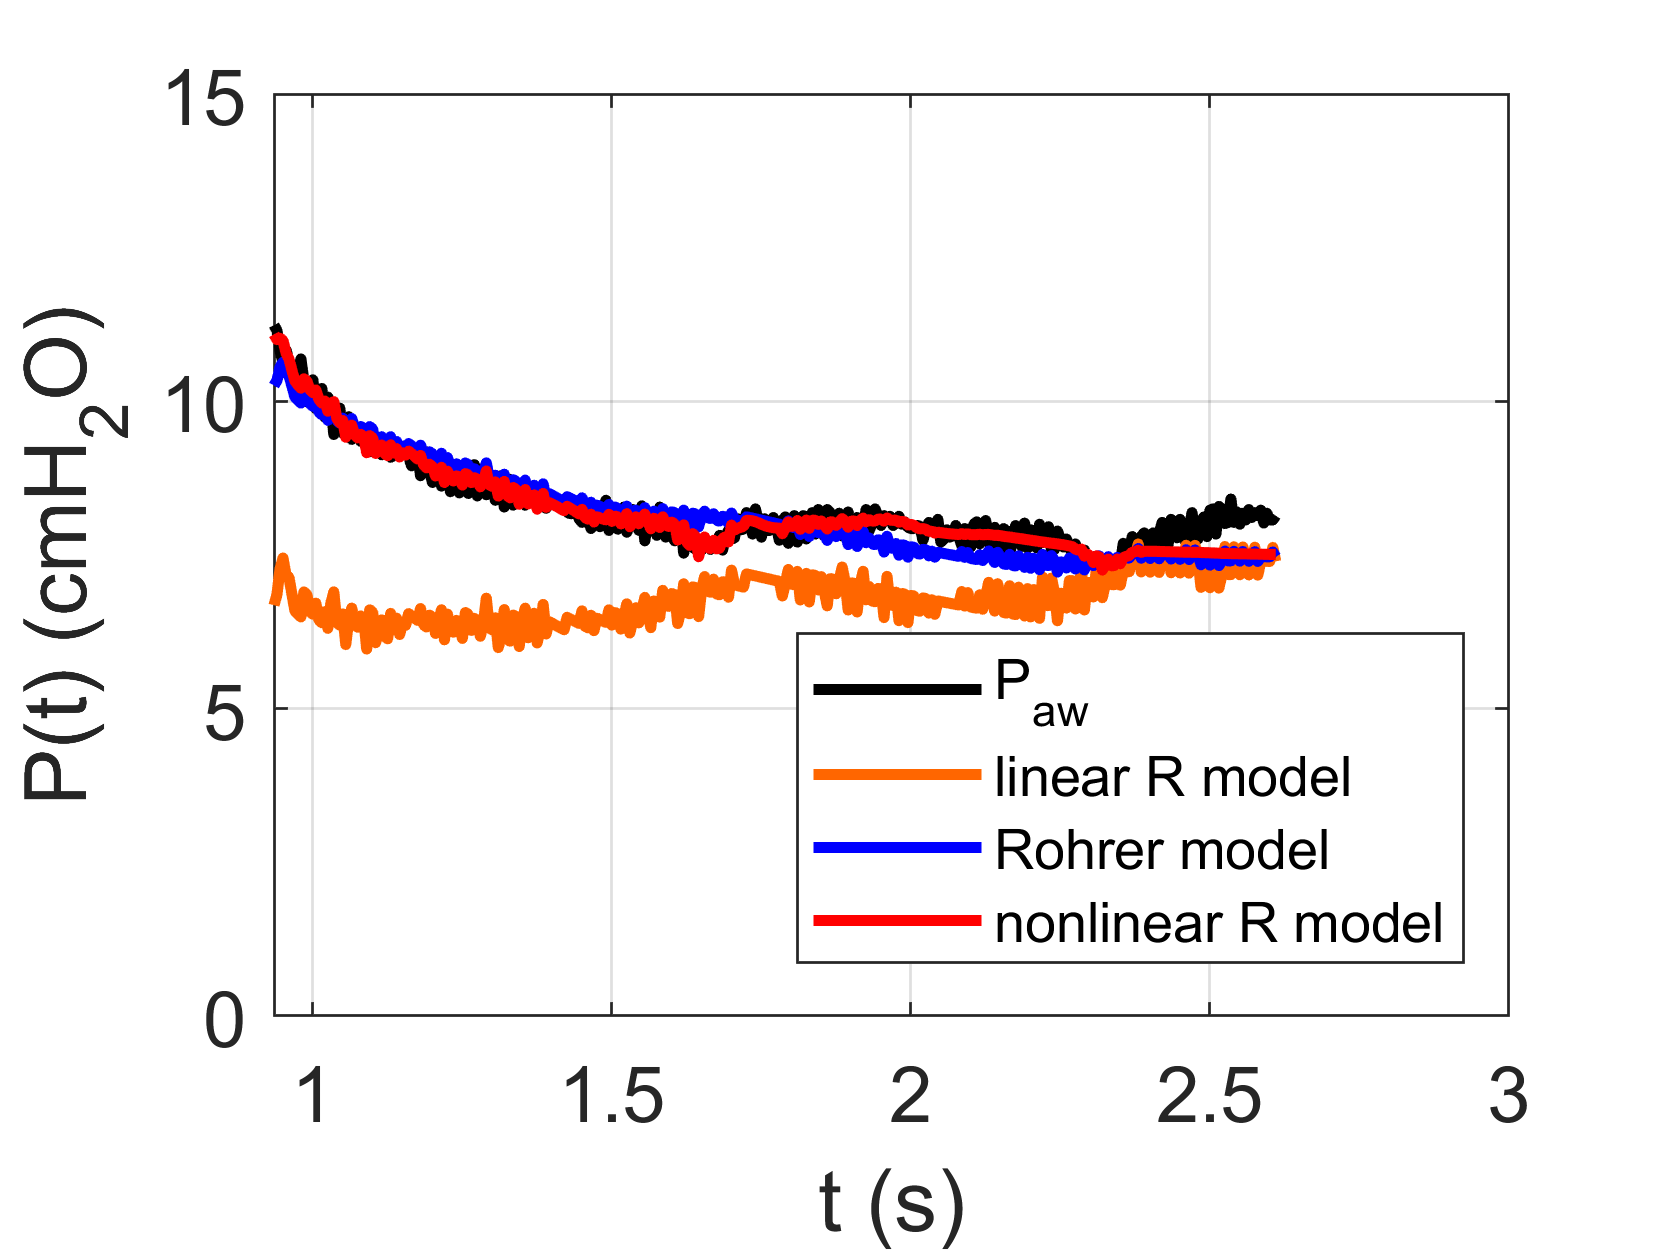 15
10
5
0
P(t) (cmH2O)
1 1.5 2 2.5 3
t (s)
Paw
linear R model
Rohrer model
nonlinear R model